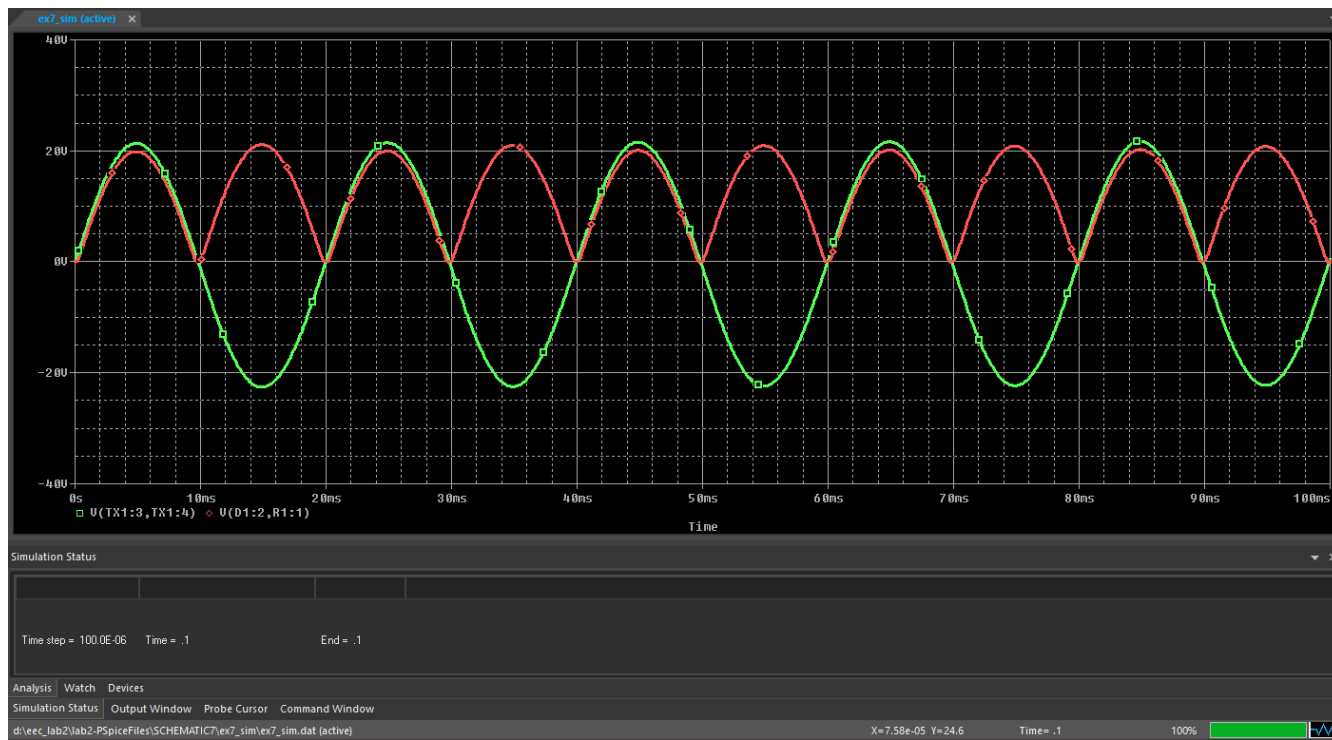 ex7_sim (active) ×
40V
20V
0V
-20V
-40V
0s 10ms 20ms 30ms 40ms 50ms 60ms 70ms 80ms 90ms 100ms
V(TX1:3,TX1:4) V(D1:2,R1:1)
Time
Simulation Status
Time step = 100.0E-06 Time = .1 End = .1
Analysis Watch Devices
Simulation Status Output Window Probe Cursor Command Window
d:\eec_lab2\lab2-PSpiceFiles\SCHEMATIC7\ex7_sim\ex7_sim.dat (active) X=7.58e-05 Y=24.6 Time= .1 100%